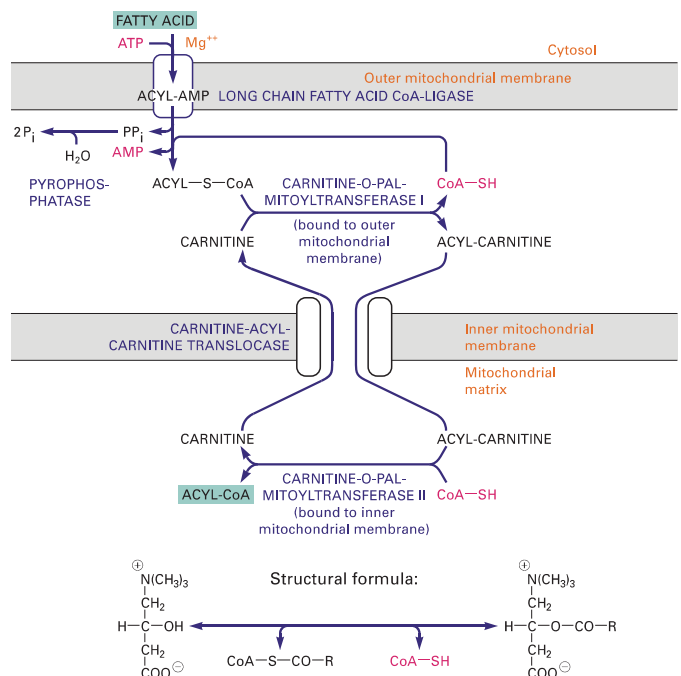 FATTY ACID
ATP
Mg++
Cytosol
Outer mitochondrial membrane
ACYL-AMP
LONG CHAIN FATTY ACID CoA-LIGASE
2Pi
PPi
H2O
AMP
PYROPHOS-
PHATASE
ACYL—S—CoA
CARNITINE-O-PAL-
MITOYLTRANSFERASE I
CoA—SH
(bound to outer
mitochondrial
membrane)
CARNITINE
ACYL-CARNITINE
CARNITINE-ACYL-
CARNITINE TRANSLOCASE
Inner mitochondrial
membrane
Mitochondrial
matrix
CARNITINE
ACYL-CARNITINE
ACYL-CoA
CARNITINE-O-PAL-
MITOYLTRANSFERASE II
(bound to inner
mitochondrial membrane)
CoA—SH
Structural formula:
⊕
N(CH3)3
CH2
H—C—OH
CH2
COO⊖
CoA—S—CO—R
CoA—SH
⊕
N(CH3)3
CH2
H—C—O—CO—R
CH2
COO⊖